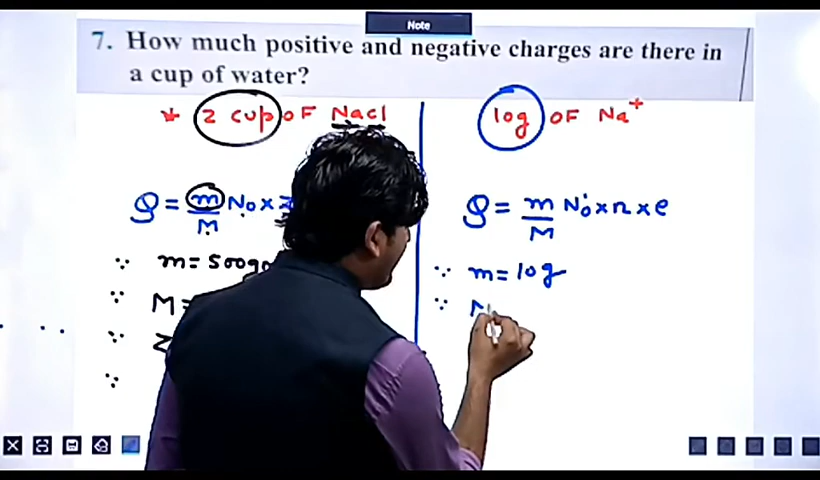 Note
7. How much positive and negative charges are there in
a cup of water?
* 2 cup OF Nacl
10g OF Na+
Q = m/M N₀ ×
Q = m/M N₀ × n × e
∵ m = 500g
∵ m = 10g
∵ M =
∵ M
∵ Z
∵